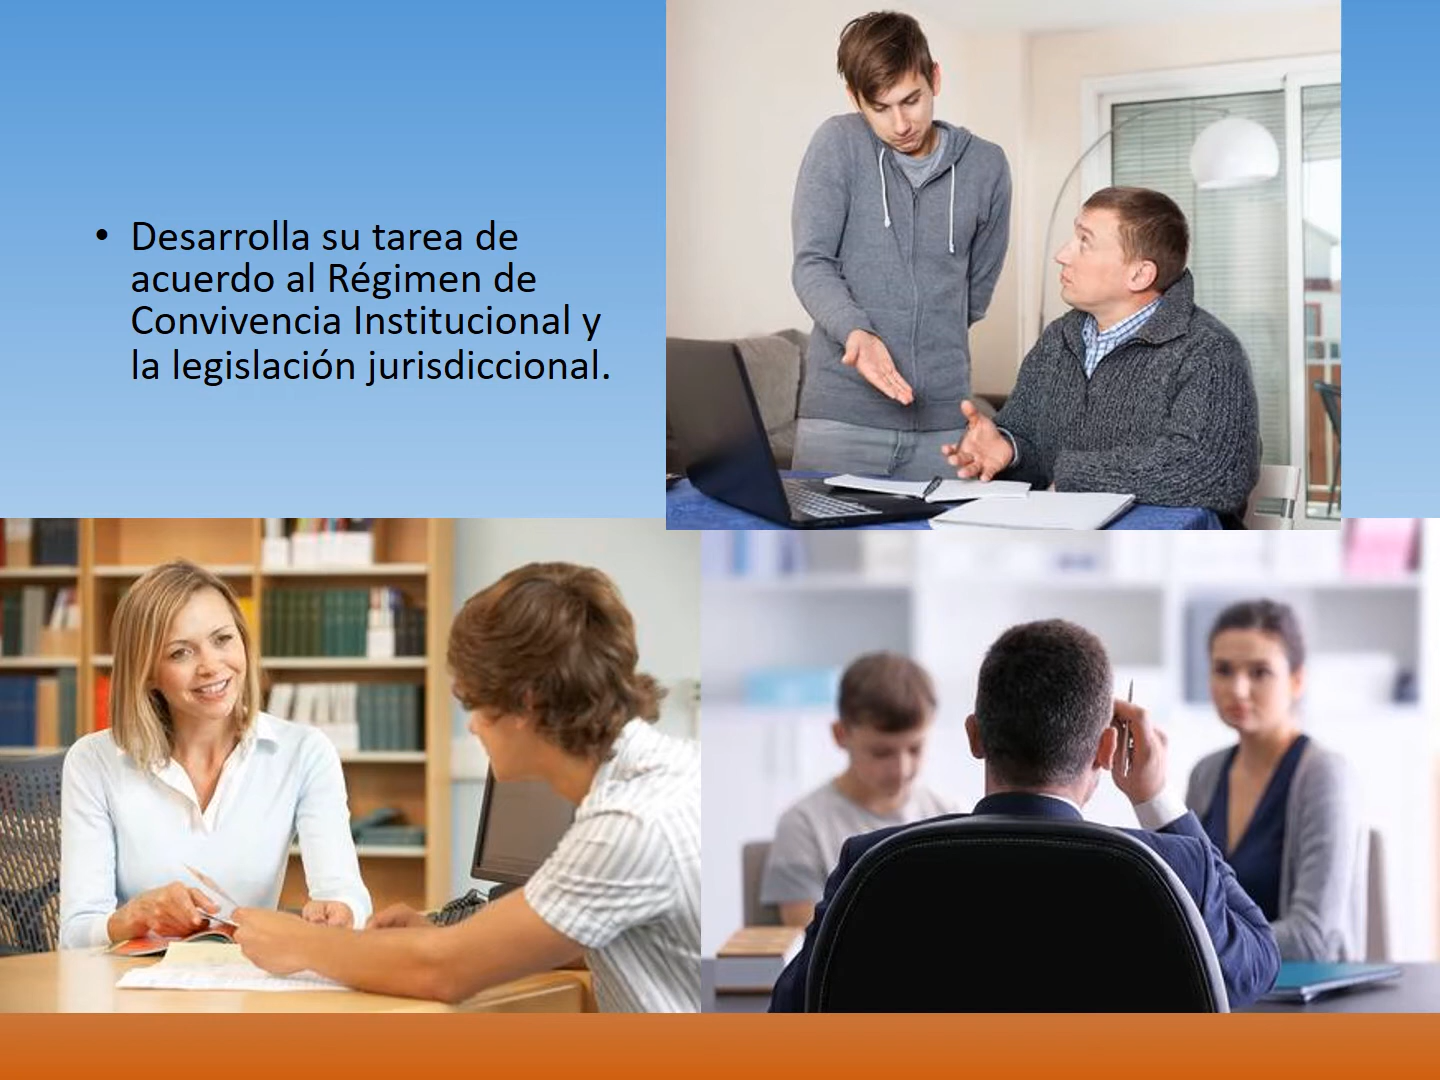 • Desarrolla su tarea de
acuerdo al Régimen de
Convivencia Institucional y
la legislación jurisdiccional.